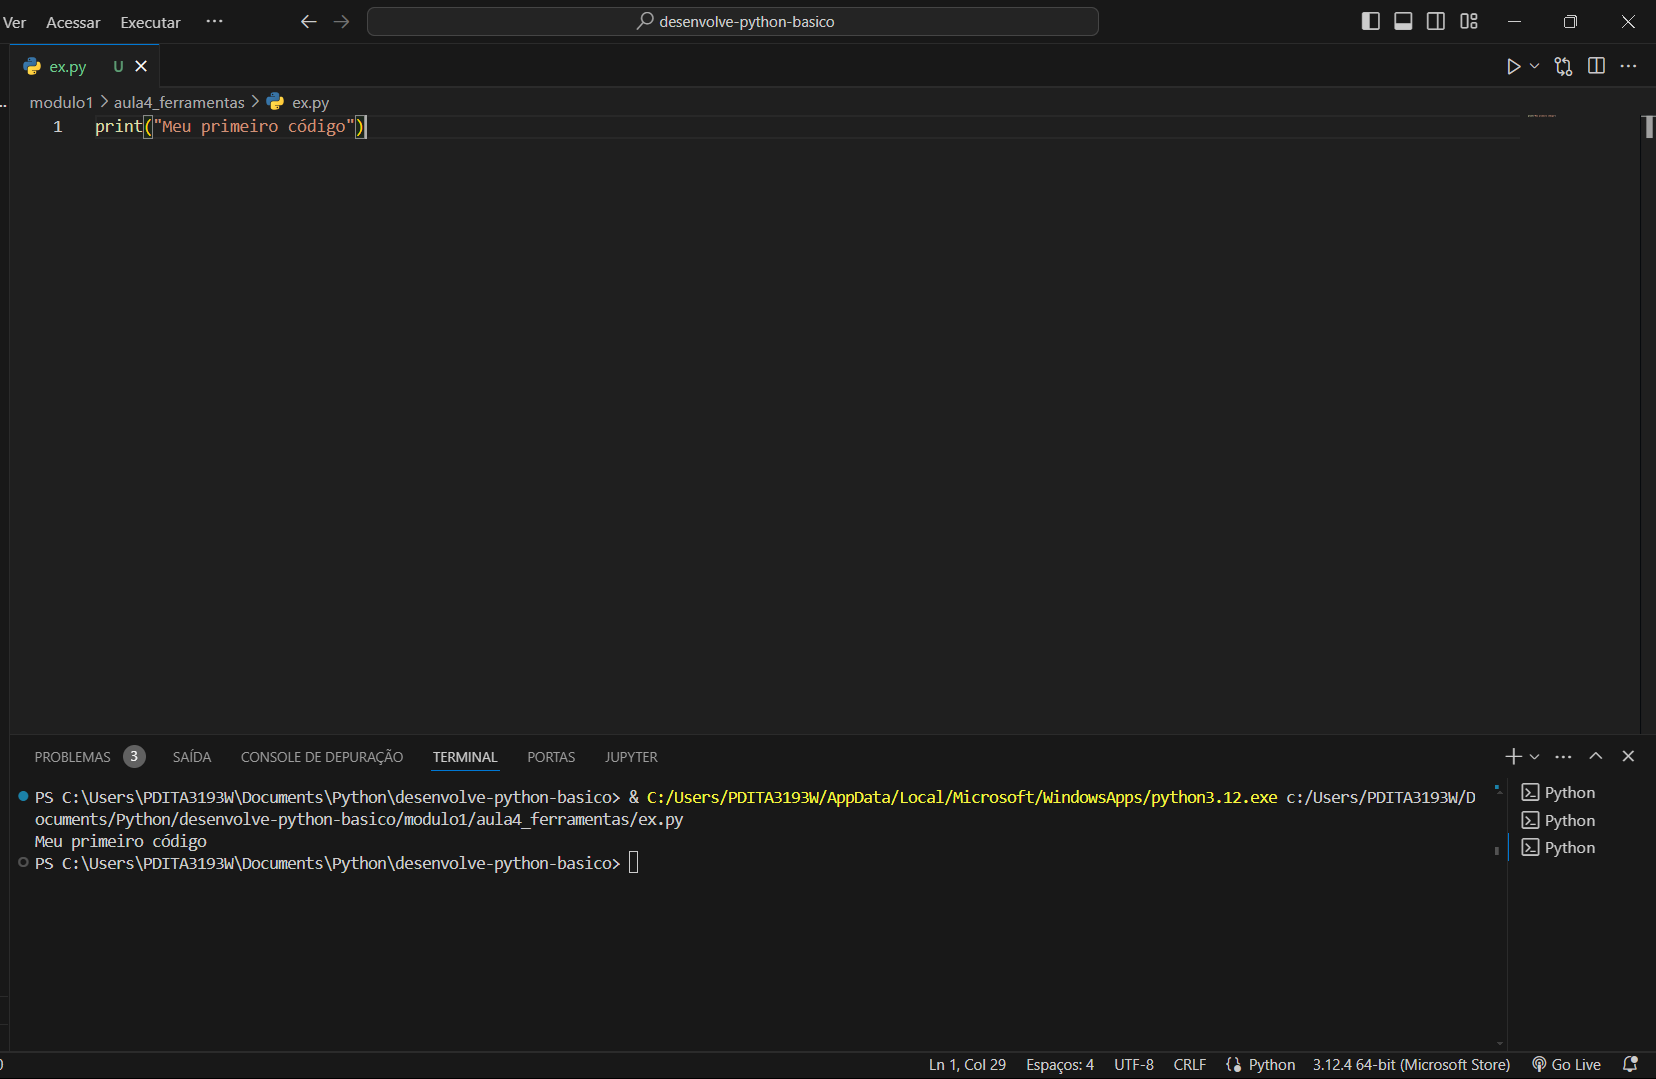 Ver Acessar Executar ··· desenvolve-python-basico
ex.py U
modulo1 > aula4_ferramentas > ex.py
1 print("Meu primeiro código")
PROBLEMAS 3 SAÍDA CONSOLE DE DEPURAÇÃO TERMINAL PORTAS JUPYTER
PS C:\Users\PDITA3193W\Documents\Python\desenvolve-python-basico> & C:/Users/PDITA3193W/AppData/Local/Microsoft/WindowsApps/python3.12.exe c:/Users/PDITA3193W/D
ocuments/Python/desenvolve-python-basico/modulo1/aula4_ferramentas/ex.py
Meu primeiro código
PS C:\Users\PDITA3193W\Documents\Python\desenvolve-python-basico>
Python
Python
Python
Ln 1, Col 29 Espaços: 4 UTF-8 CRLF Python 3.12.4 64-bit (Microsoft Store) Go Live